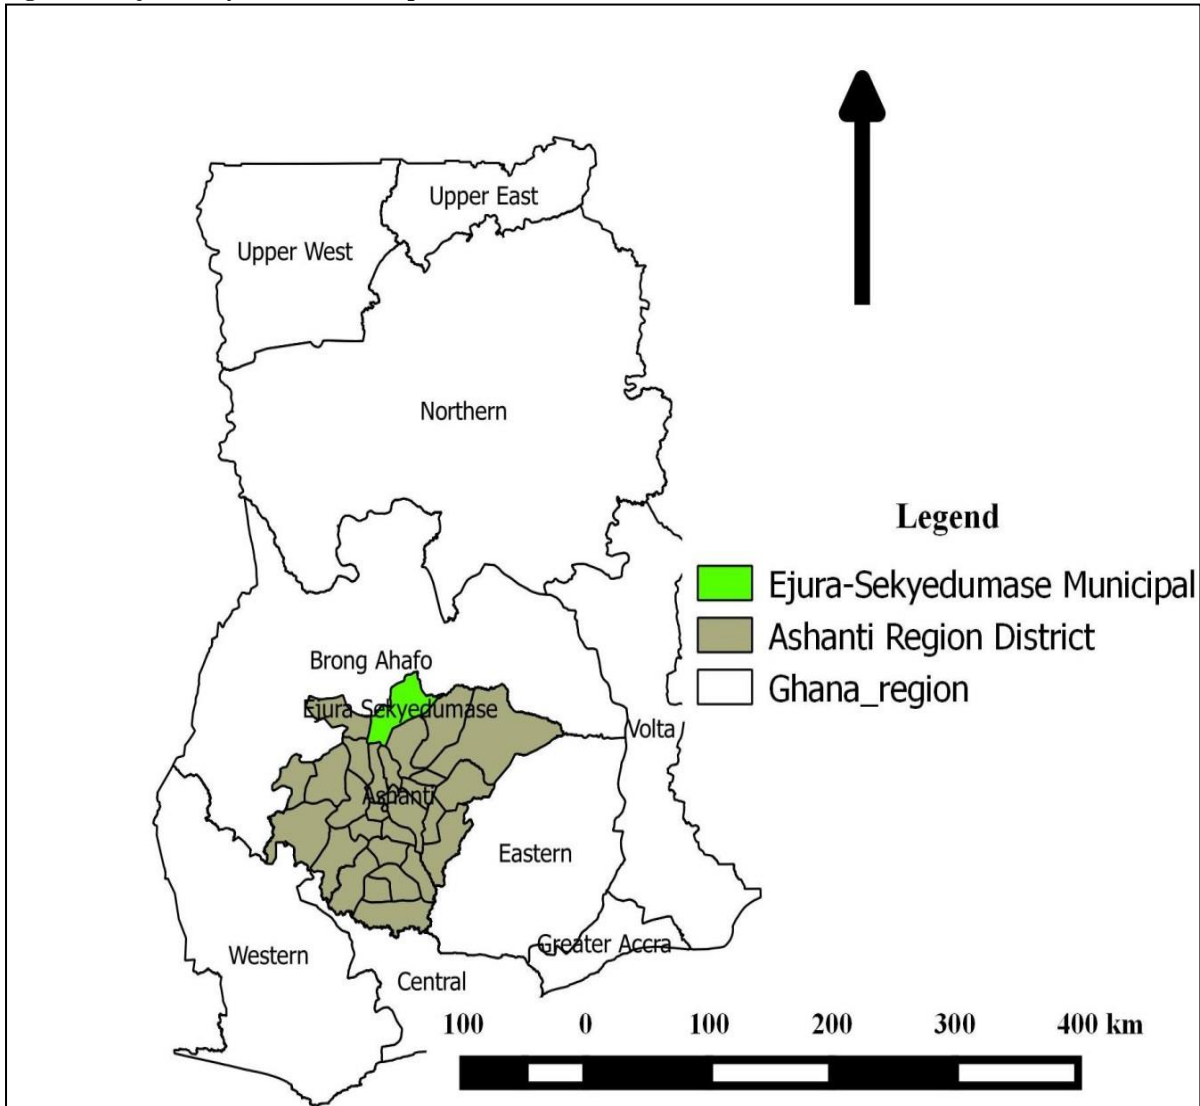 Upper East
Upper West
Northern
Legend
Ejura-Sekyedumase Municipal
Ashanti Region District
Ghana_region
Brong Ahafo
Ejura Sekyedumase
Volta
Ashanti
Eastern
Greater Accra
Western
Central
100 0 100 200 300 400 km